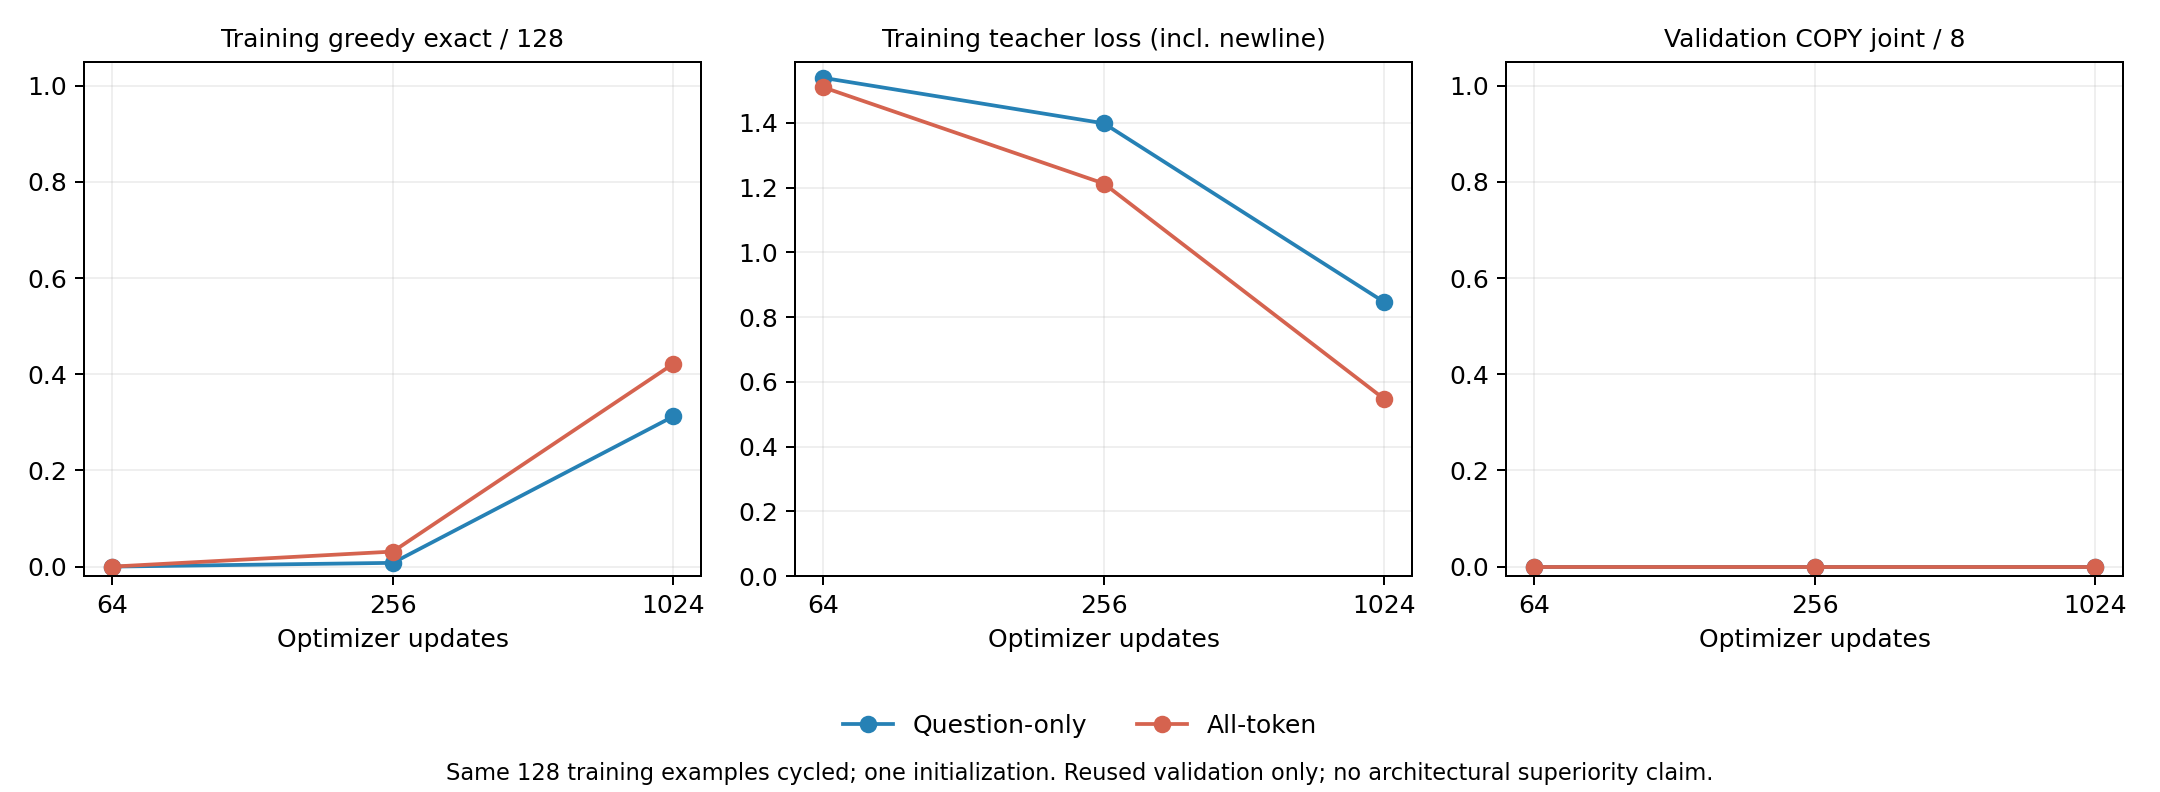 Training greedy exact / 128
1.0
0.8
0.6
0.4
0.2
0.0
64 256 1024
Optimizer updates
Training teacher loss (incl. newline)
1.4
1.2
1.0
0.8
0.6
0.4
0.2
0.0
64 256 1024
Optimizer updates
Validation COPY joint / 8
1.0
0.8
0.6
0.4
0.2
0.0
64 256 1024
Optimizer updates
Question-only All-token
Same 128 training examples cycled; one initialization. Reused validation only; no architectural superiority claim.